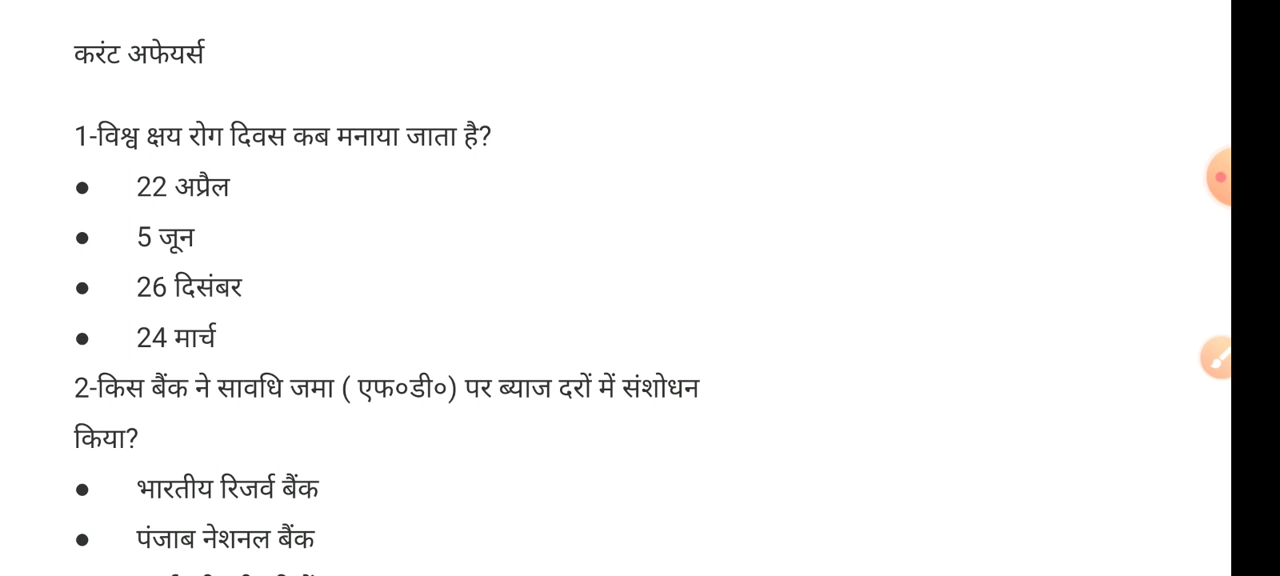 करंट अफेयर्स
1-विश्व क्षय रोग दिवस कब मनाया जाता है?
● 22 अप्रैल
● 5 जून
● 26 दिसंबर
● 24 मार्च
2-किस बैंक ने सावधि जमा ( एफ०डी०) पर ब्याज दरों में संशोधन
किया?
● भारतीय रिजर्व बैंक
● पंजाब नेशनल बैंक